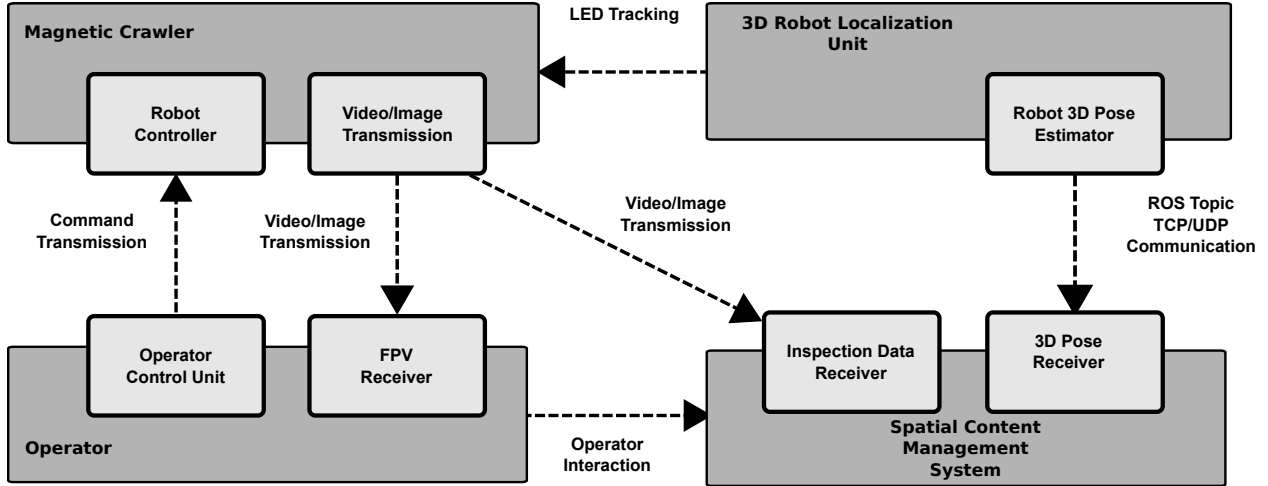 LED Tracking
Magnetic Crawler
3D Robot Localization
Unit
Robot
Controller
Video/Image
Transmission
Robot 3D Pose
Estimator
Command
Transmission
Video/Image
Transmission
Video/Image
Transmission
ROS Topic
TCP/UDP
Communication
Operator
Control Unit
FPV
Receiver
Inspection Data
Receiver
3D Pose
Receiver
Operator
Operator
Interaction
Spatial Content
Management
System